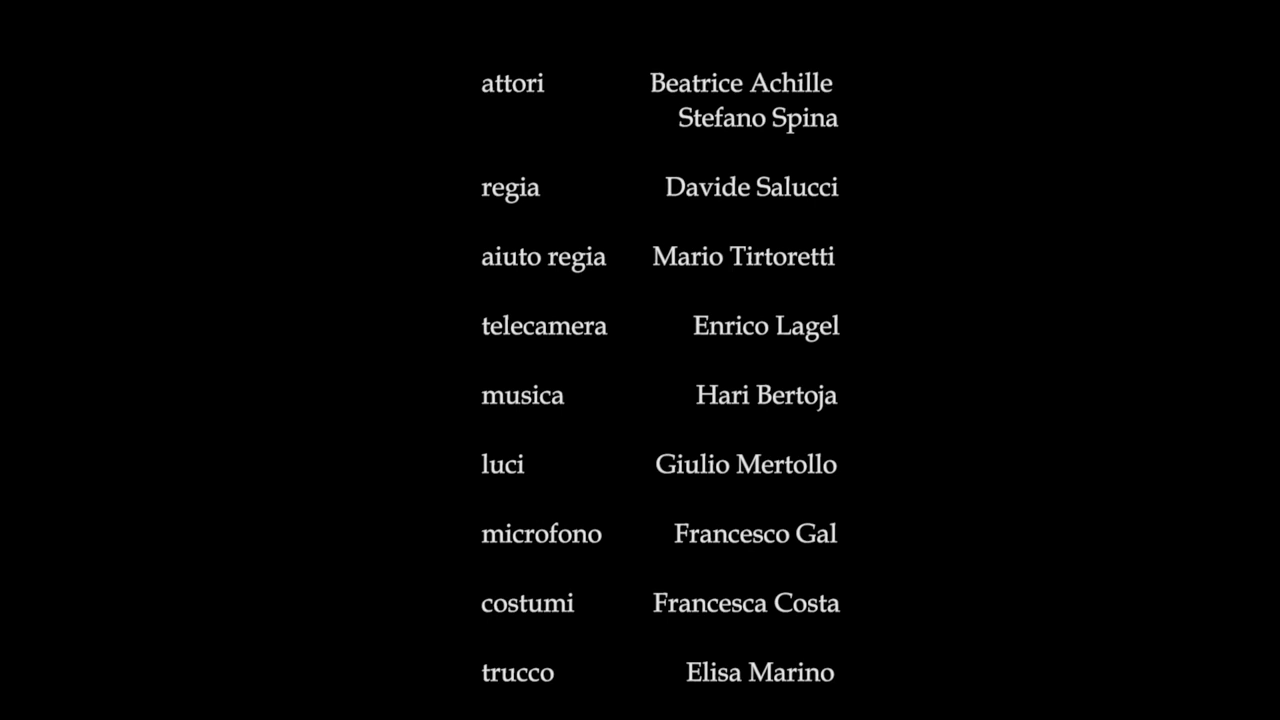 attori Beatrice Achille
Stefano Spina
regia Davide Salucci
aiuto regia Mario Tirtoretti
telecamera Enrico Lagel
musica Hari Bertoja
luci Giulio Mertollo
microfono Francesco Gal
costumi Francesca Costa
trucco Elisa Marino